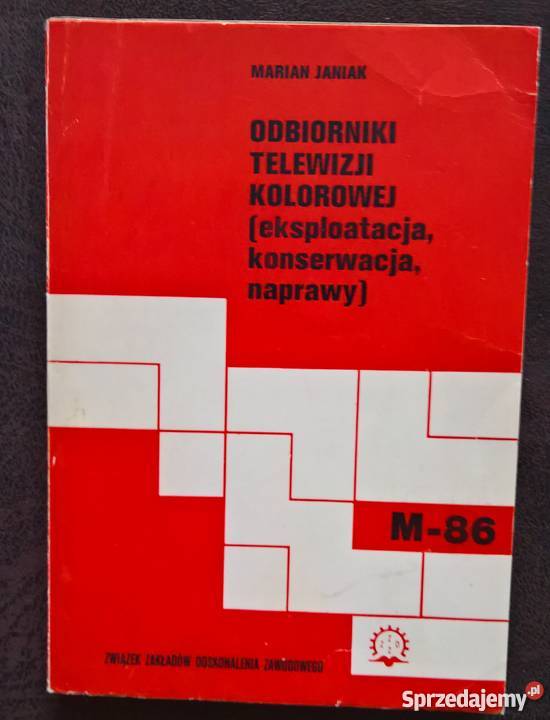 MARIAN JANIAK
ODBIORNIKI
TELEWIZJI
KOLOROWEJ
(eksploatacja,
konserwacja,
naprawy)
M-86
ZWIĄZEK ZAKŁADÓW DOSKONALENIA ZAWODOWEGO
Sprzedajemy.pl